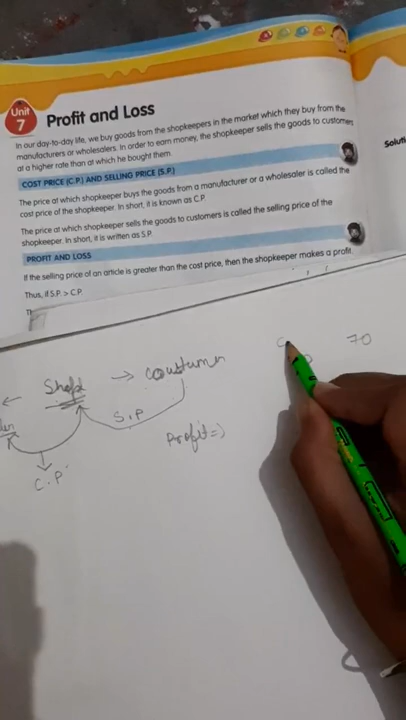 Unit
7
Profit and Loss
In our day-to-day life, we buy goods from the shopkeepers in the market which they buy from the
manufacturers or wholesalers. In order to earn money, the shopkeeper sells the goods to customers
at a higher rate than at which he bought them.
COST PRICE (C.P.) AND SELLING PRICE (S.P.)
The price at which shopkeeper buys the goods from a manufacturer or a wholesaler is called the
cost price of the shopkeeper. In short, it is known as C.P.
The price at which shopkeeper sells the goods to customers is called the selling price of the
shopkeeper. In short, it is written as S.P.
PROFIT AND LOSS
If the selling price of an article is greater than the cost price, then the shopkeeper makes a profit.
Thus, if S.P. > C.P.
Solut
70
S.P
Profit =>
C.P.